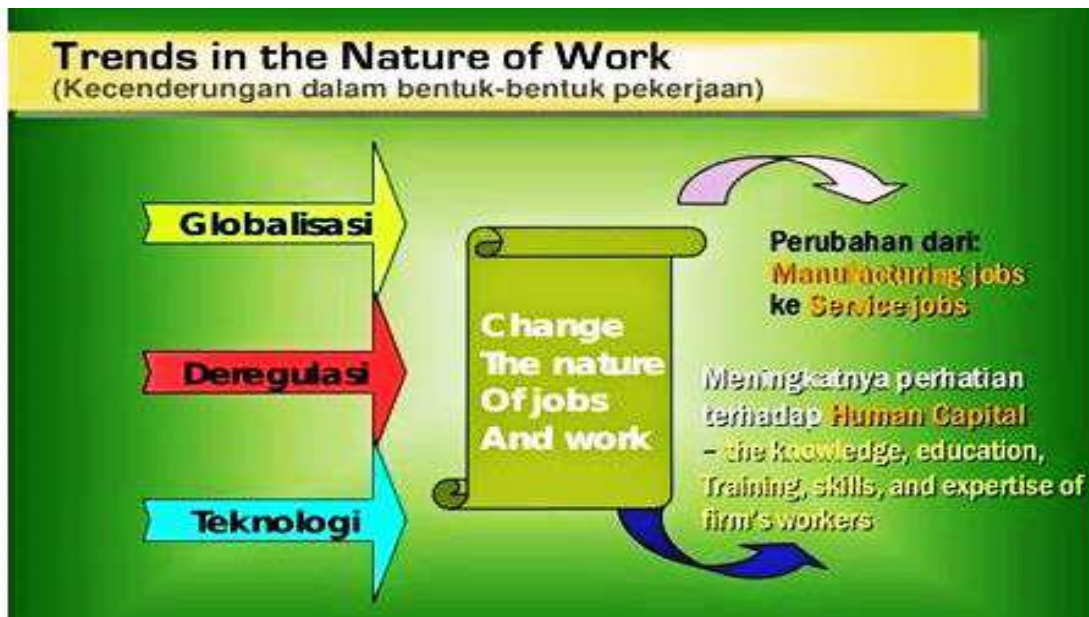 Trends in the Nature of Work
(Kecenderungan dalam bentuk-bentuk pekerjaan)
Globalisasi
Deregulasi
Teknologi
Change
The nature
Of jobs
And work
Perubahan dari:
Manufacturing jobs
ke Service jobs
Meningkatnya perhatian
terhadap Human Capital
– the knowledge, education,
Training, skills, and expertise of
firm's workers